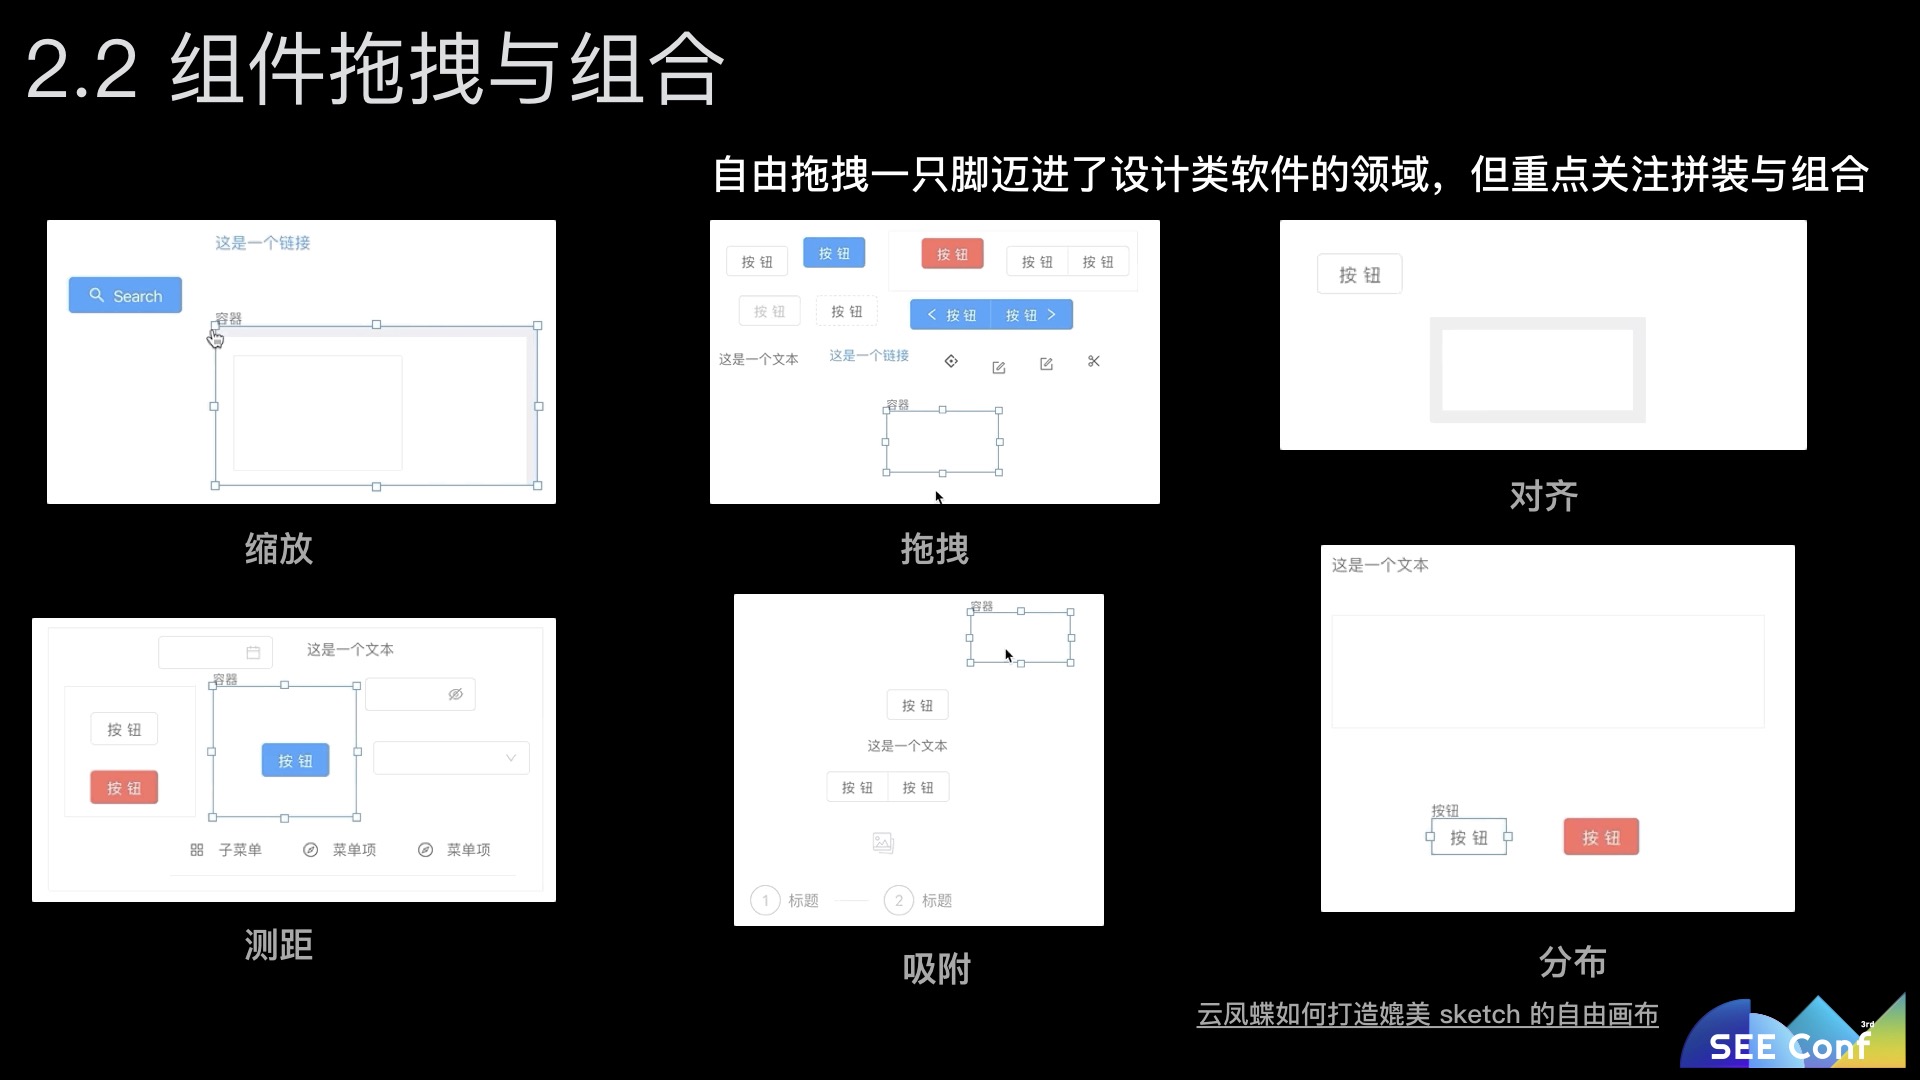 2.2 组件拖拽与组合
自由拖拽一只脚迈进了设计类软件的领域，但重点关注拼装与组合
这是一个链接
Search
容器
缩放
按 钮
按 钮
按 钮
按 钮 按 钮
按 钮
按 钮
< 按 钮 按 钮 >
这是一个文本
这是一个链接
容器
拖拽
按 钮
对齐
这是一个文本
容器
按 钮
按 钮
按 钮
子菜单
菜单项
菜单项
测距
容器
按 钮
这是一个文本
按 钮 按 钮
1 标题
2 标题
吸附
这是一个文本
按钮
按 钮
按 钮
分布
云凤蝶如何打造媲美 sketch 的自由画布
3rd
SEE Conf